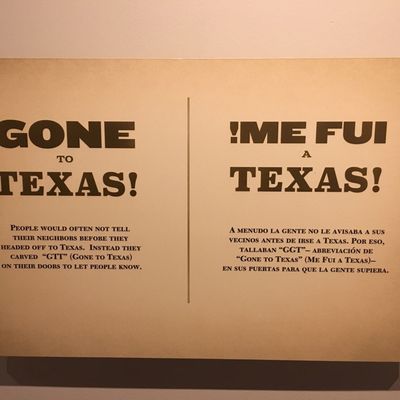 GONE
TO
TEXAS!
PEOPLE WOULD OFTEN NOT TELL
THEIR NEIGHBORS BEFORE THEY
HEADED OFF TO TEXAS. INSTEAD THEY
CARVED "GTT" (GONE TO TEXAS)
ON THEIR DOORS TO LET PEOPLE KNOW.
!ME FUI
A
TEXAS!
A MENUDO LA GENTE NO LE AVISABA A SUS
VECINOS ANTES DE IRSE A TEXAS. POR ESO,
TALLABAN "GGT"– ABREVIACIÓN DE
"GONE TO TEXAS" (ME FUI A TEXAS)–
EN SUS PUERTAS PARA QUE LA GENTE SUPIERA.